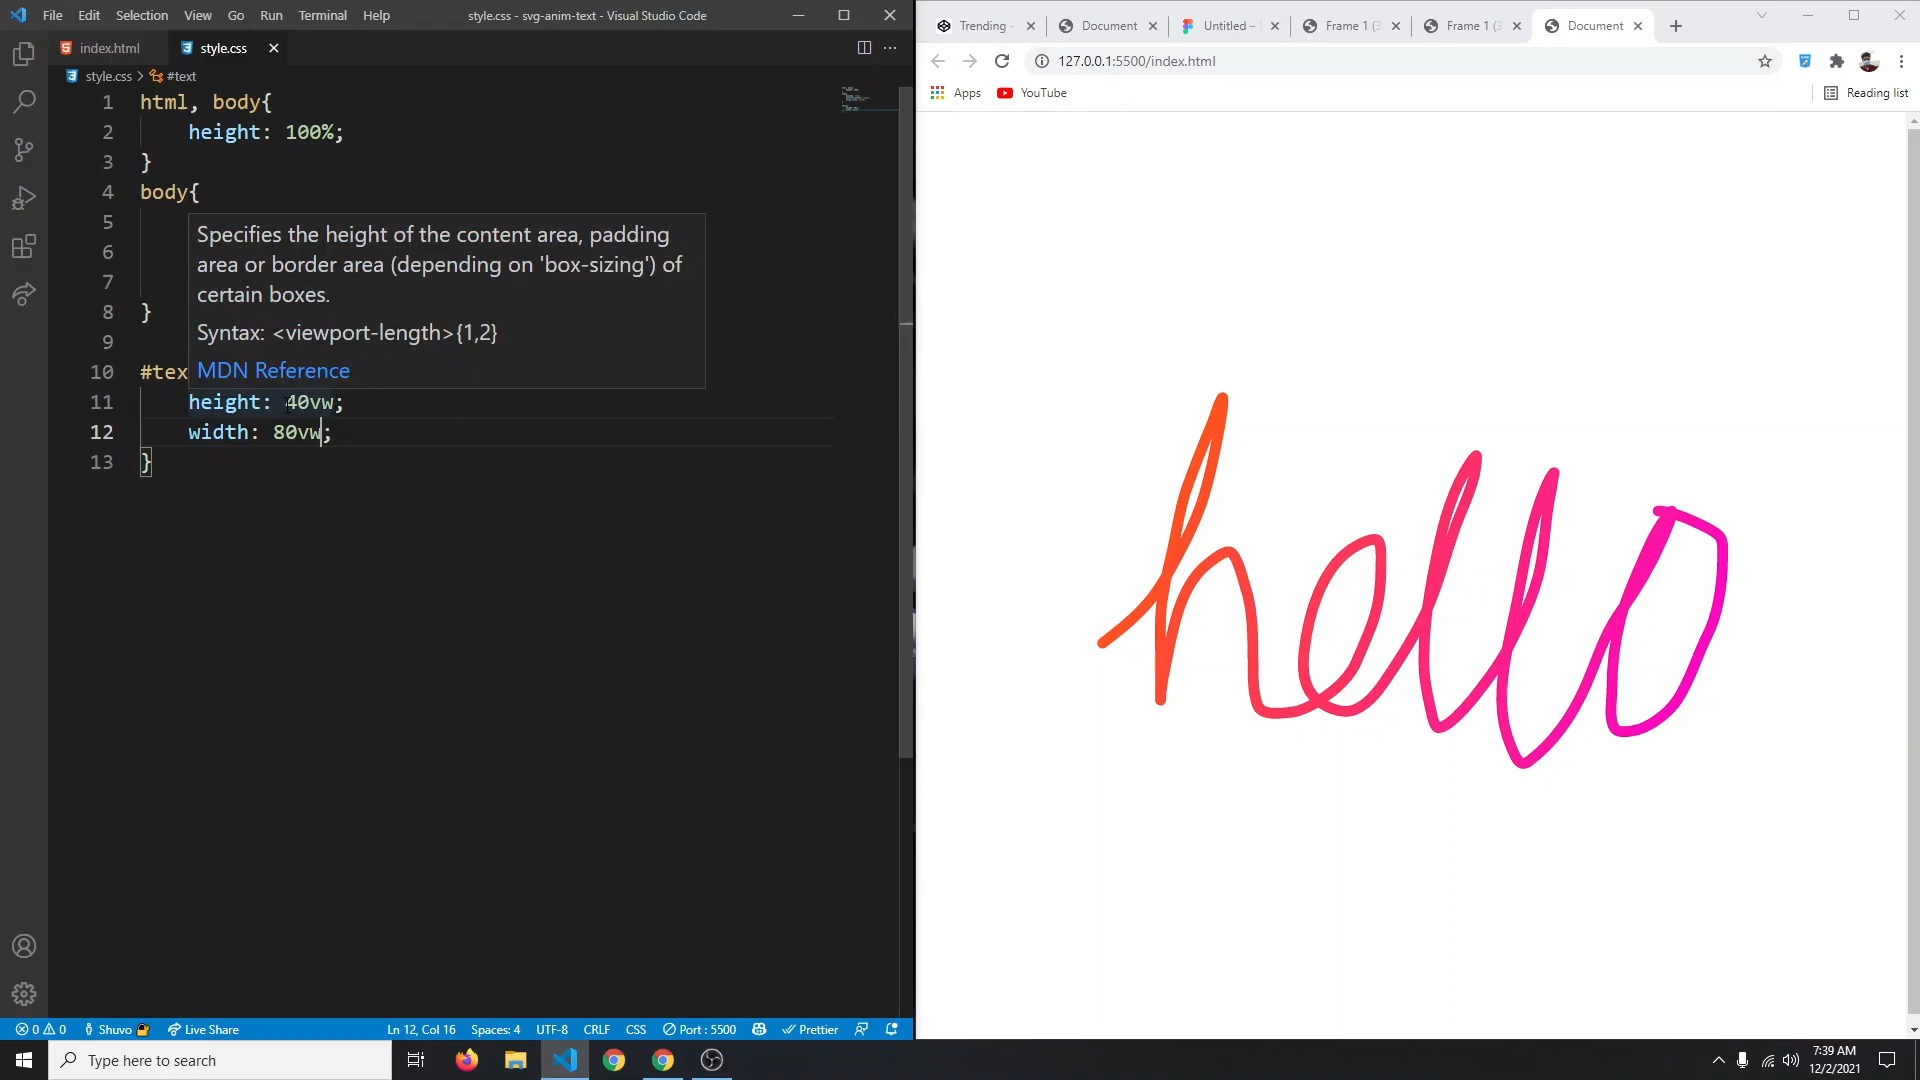 File Edit Selection View Go Run Terminal Help
style.css - svg-anim-text - Visual Studio Code
index.html
style.css
style.css > #text
1 html, body{
2 height: 100%;
3 }
4 body{
5
6
7
8 }
9
10 #tex
11 height: 40vw;
12 width: 80vw;
13 }
Specifies the height of the content area, padding
area or border area (depending on 'box-sizing') of
certain boxes.
Syntax: <viewport-length>{1,2}
MDN Reference
0 0 Shuvo Live Share
Ln 12, Col 16 Spaces: 4 UTF-8 CRLF CSS Port : 5500 Prettier
Trending -
Document
Untitled –
Frame 1 (3
Frame 1 (3
Document
127.0.0.1:5500/index.html
Apps YouTube
Reading list
hello
Type here to search
7:39 AM
12/2/2021